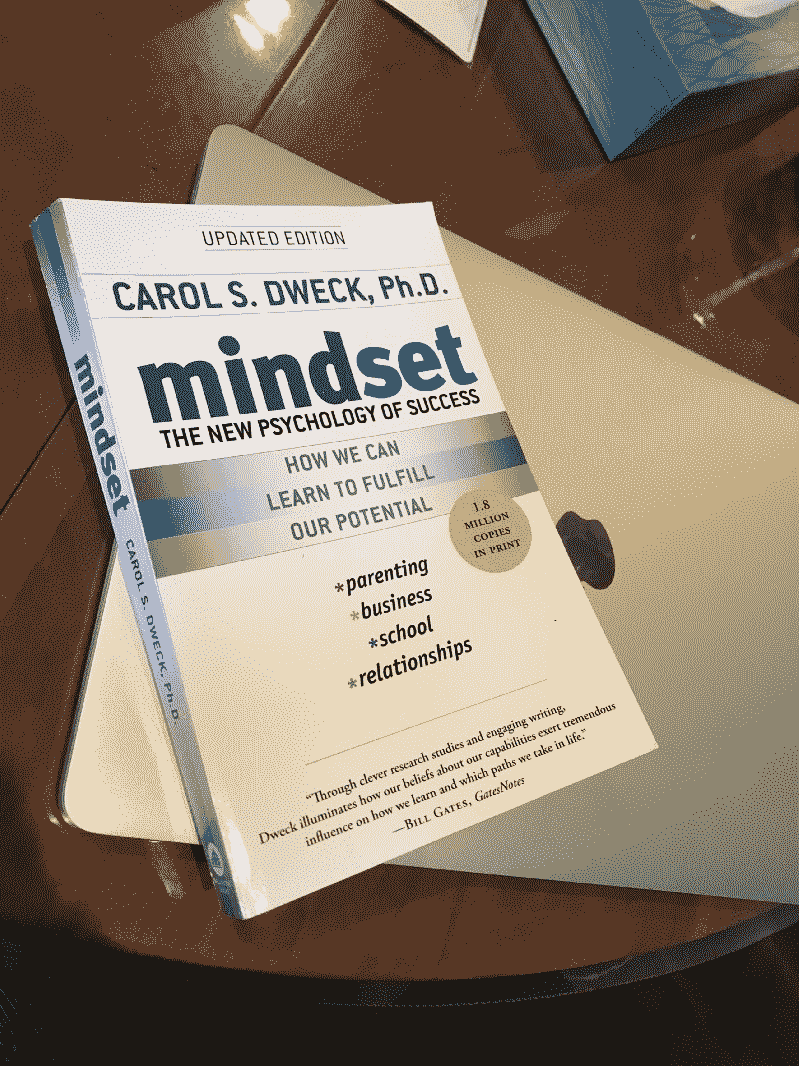 UPDATED EDITION
CAROL S. DWECK, Ph.D.
mindset
THE NEW PSYCHOLOGY OF SUCCESS
HOW WE CAN
LEARN TO FULFILL
OUR POTENTIAL
1.8
MILLION
COPIES
IN PRINT
*parenting
*business
*school
*relationships
“Through clever research studies and engaging writing,
Dweck illuminates how our beliefs about our capabilities exert tremendous
influence on how we learn and which paths we take in life.”
—BILL GATES, GatesNotes
mindset CAROL S. DWECK, Ph.D.